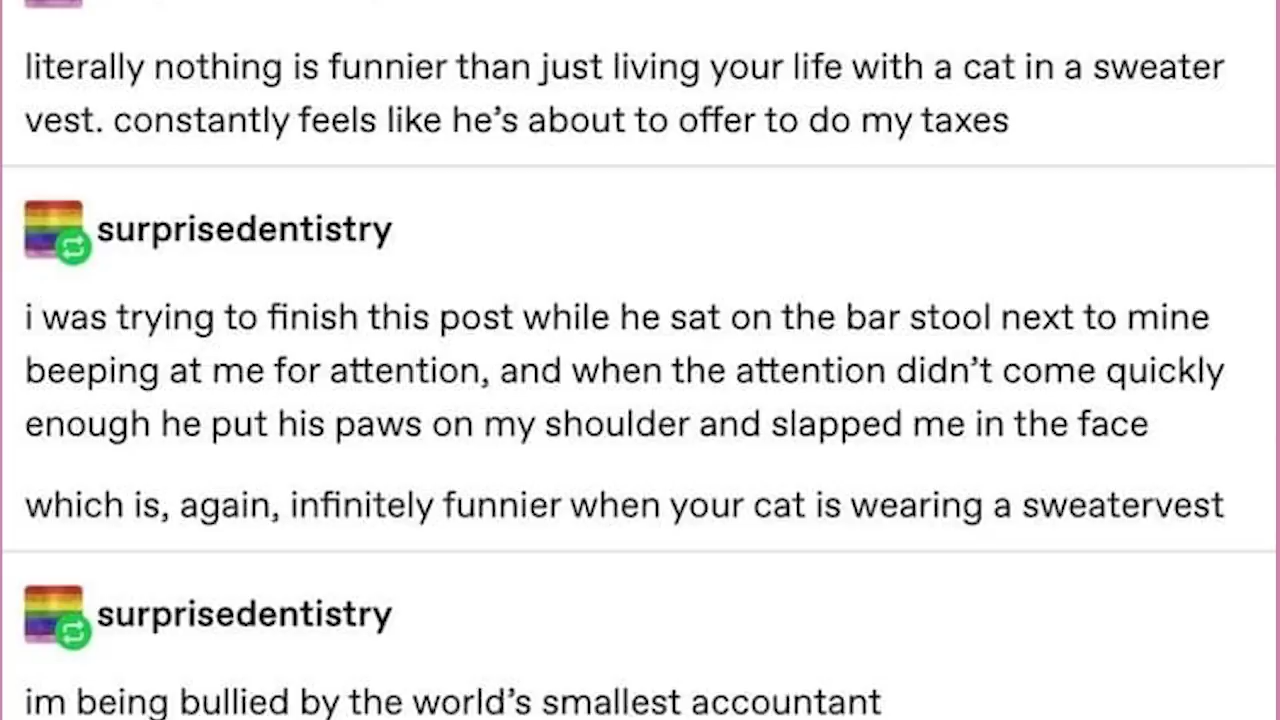 literally nothing is funnier than just living your life with a cat in a sweater
vest. constantly feels like he’s about to offer to do my taxes
surprisedentistry
i was trying to finish this post while he sat on the bar stool next to mine
beeping at me for attention, and when the attention didn’t come quickly
enough he put his paws on my shoulder and slapped me in the face
which is, again, infinitely funnier when your cat is wearing a sweatervest
surprisedentistry
im being bullied by the world’s smallest accountant